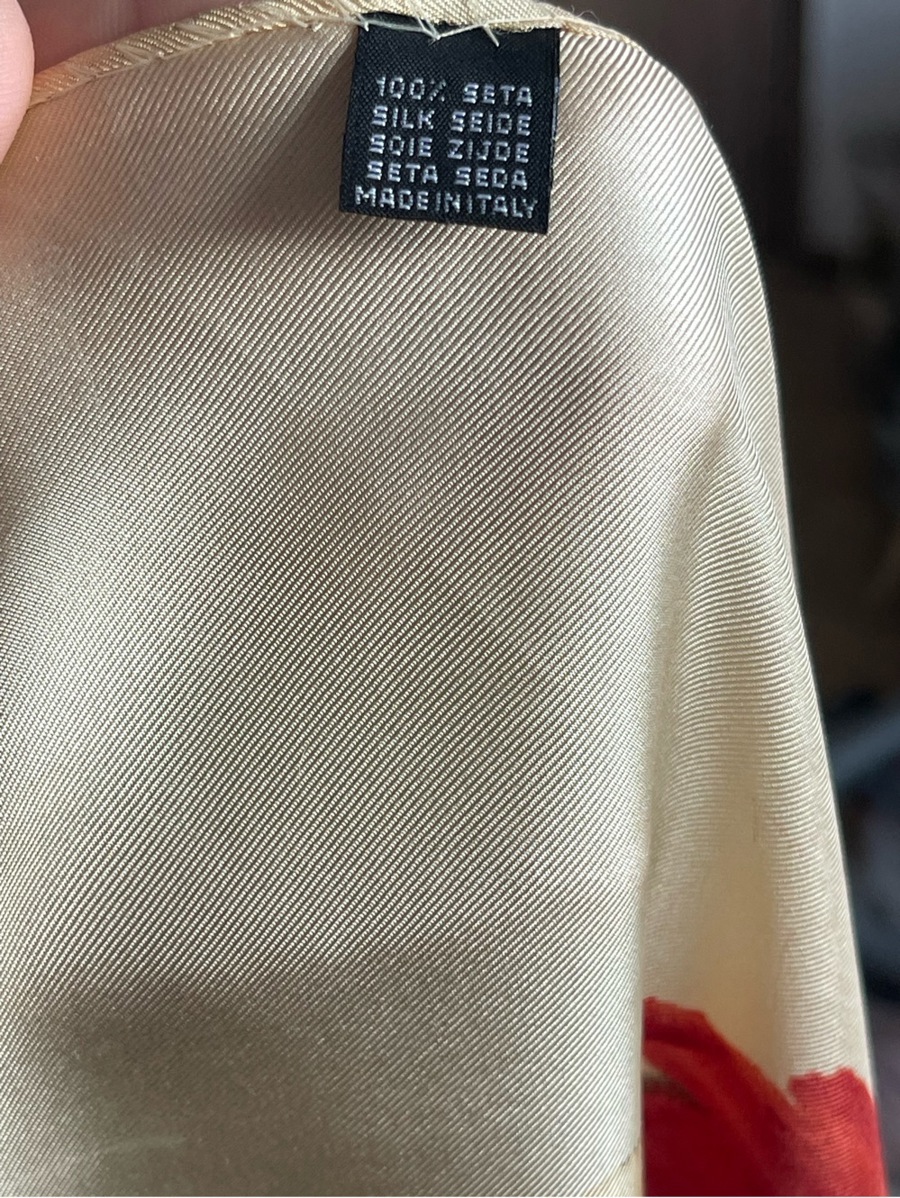 100% SETA
SILK SEIDE
SOIE ZIJDE
SETA SEDA
MADE IN ITALY